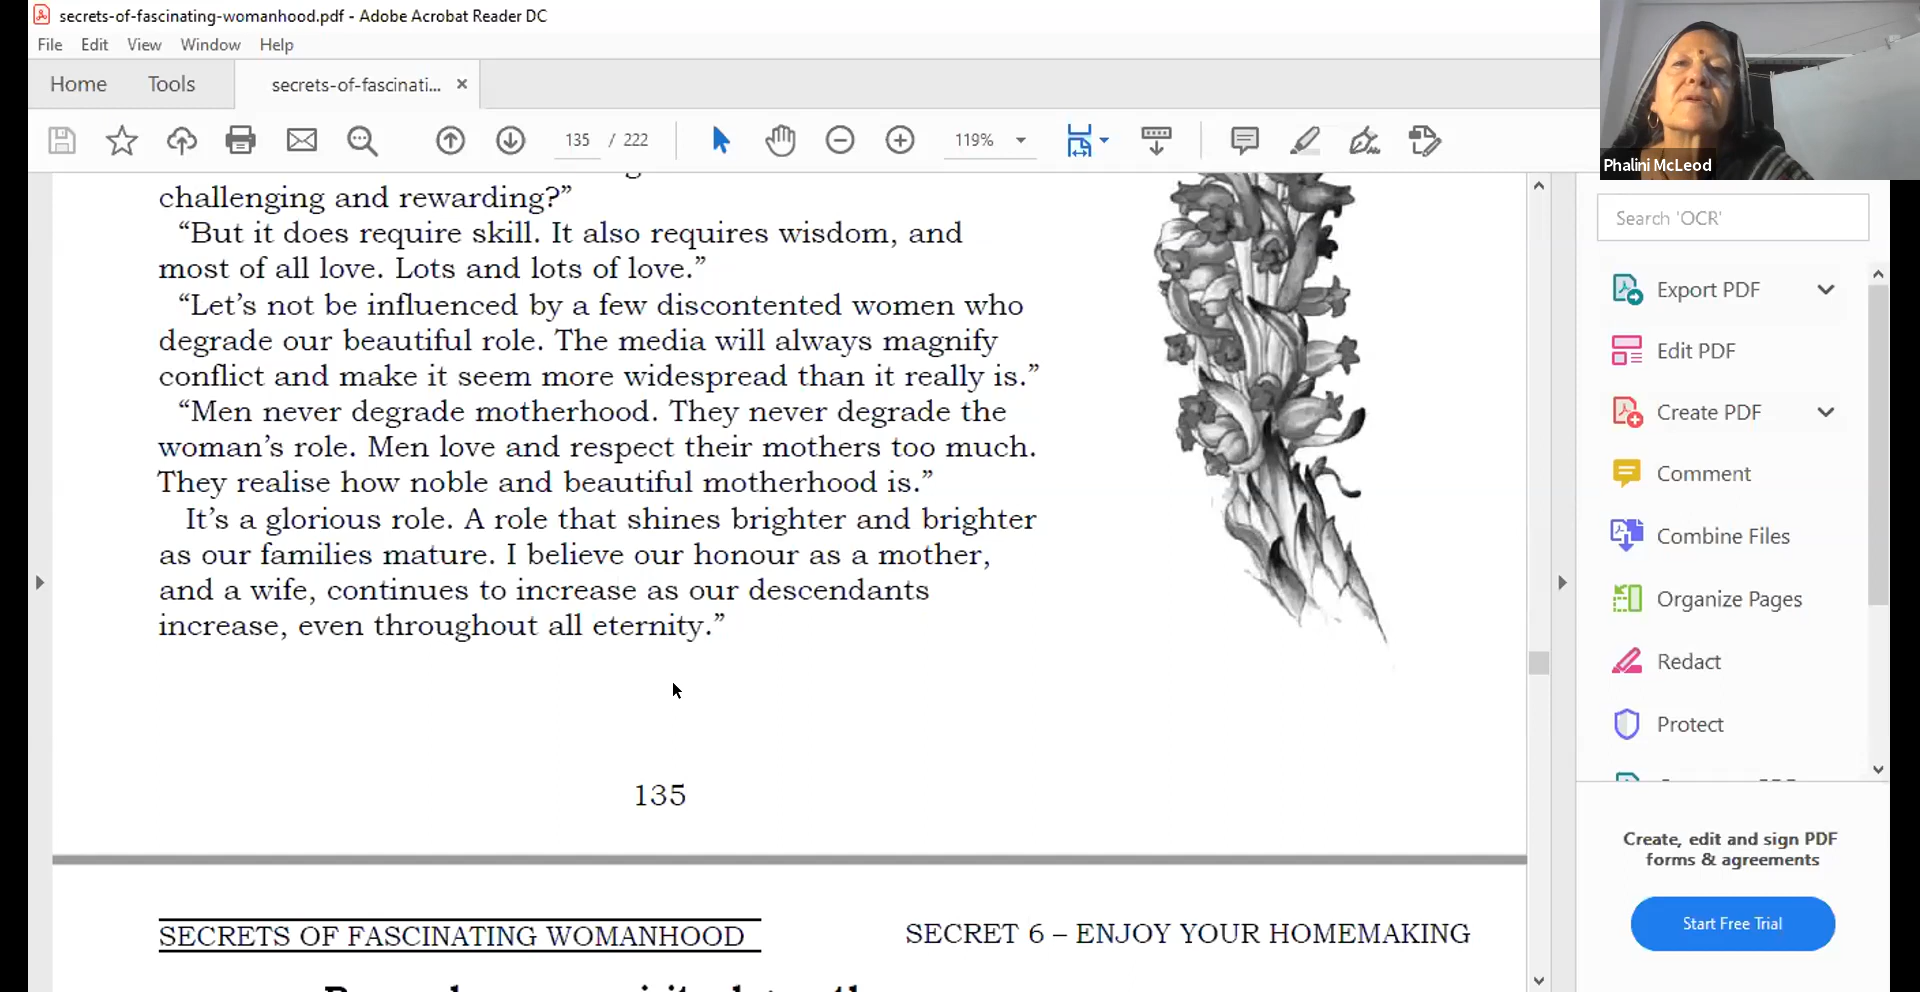 secrets-of-fascinating-womanhood.pdf - Adobe Acrobat Reader DC
File Edit View Window Help
Home Tools secrets-of-fascinati... ×
135 / 222 119%
Phalini McLeod
challenging and rewarding?”
“But it does require skill. It also requires wisdom, and
most of all love. Lots and lots of love.”
“Let’s not be influenced by a few discontented women who
degrade our beautiful role. The media will always magnify
conflict and make it seem more widespread than it really is.”
“Men never degrade motherhood. They never degrade the
woman’s role. Men love and respect their mothers too much.
They realise how noble and beautiful motherhood is.”
It’s a glorious role. A role that shines brighter and brighter
as our families mature. I believe our honour as a mother,
and a wife, continues to increase as our descendants
increase, even throughout all eternity.”
135
SECRETS OF FASCINATING WOMANHOOD SECRET 6 – ENJOY YOUR HOMEMAKING
Search 'OCR'
Export PDF
Edit PDF
Create PDF
Comment
Combine Files
Organize Pages
Redact
Protect
Create, edit and sign PDF
forms & agreements
Start Free Trial